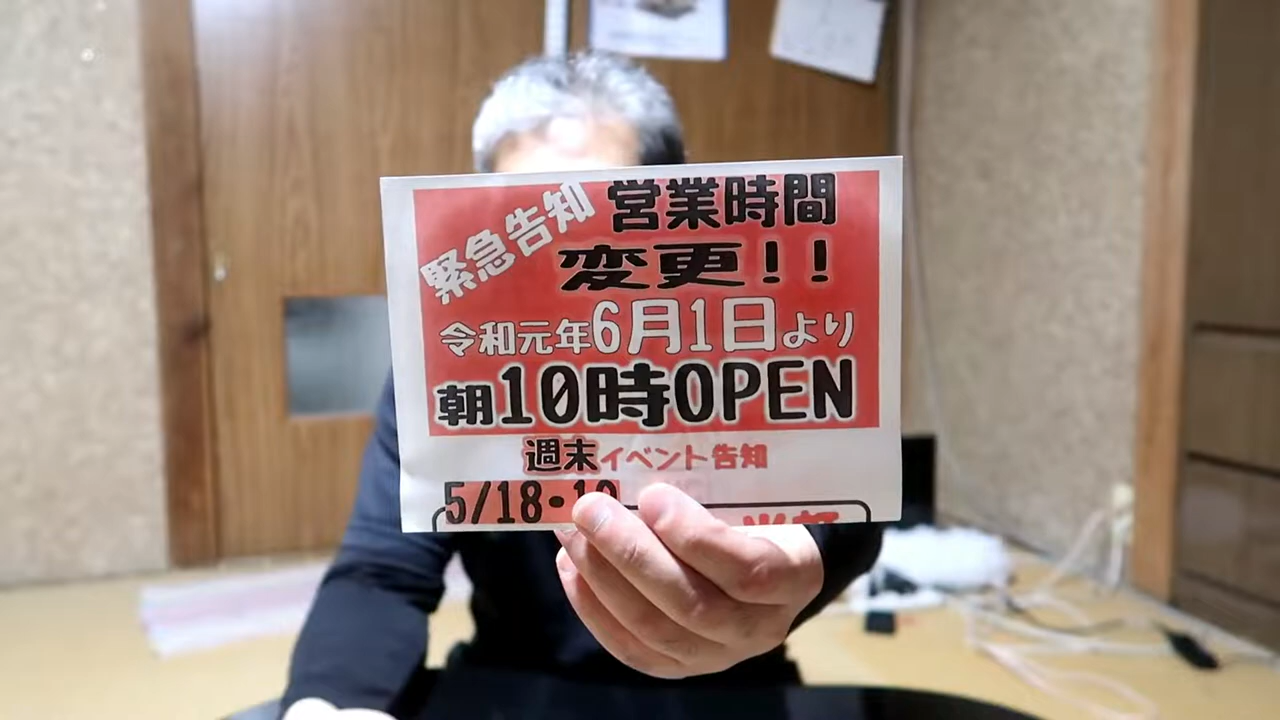 緊急告知
営業時間
変更!!
令和元年6月1日より
朝10時OPEN
週末イベント告知
5/18・19